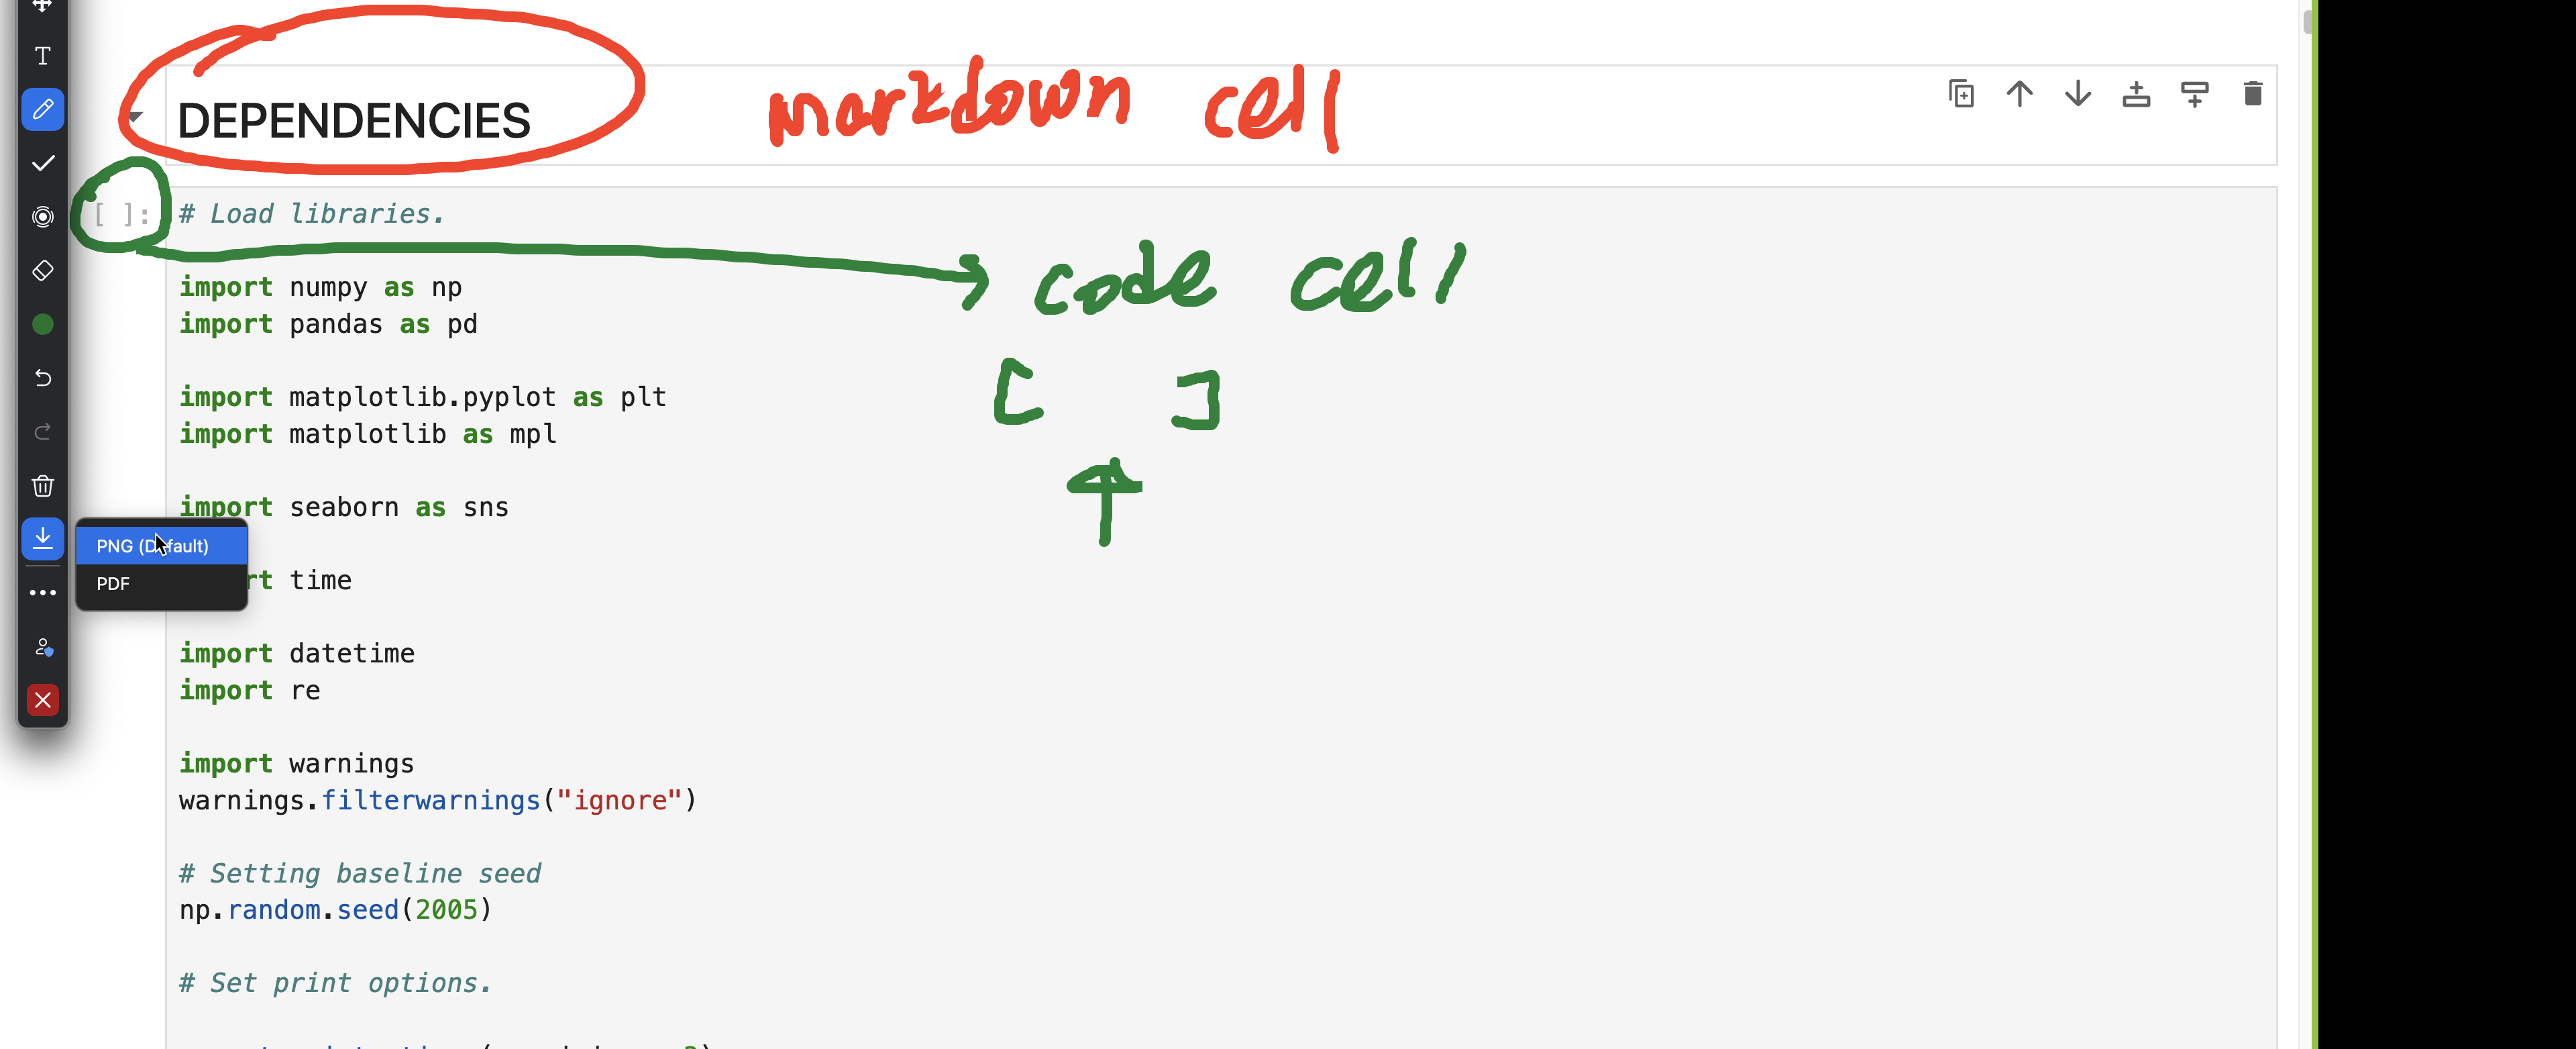 DEPENDENCIES
markdown cell
[ ]: # Load libraries.
code cell
import numpy as np
import pandas as pd
[ ]
import matplotlib.pyplot as plt
import matplotlib as mpl
import seaborn as sns
PNG (Default)
PDF
rt time
import datetime
import re
import warnings
warnings.filterwarnings("ignore")
# Setting baseline seed
np.random.seed(2005)
# Set print options.